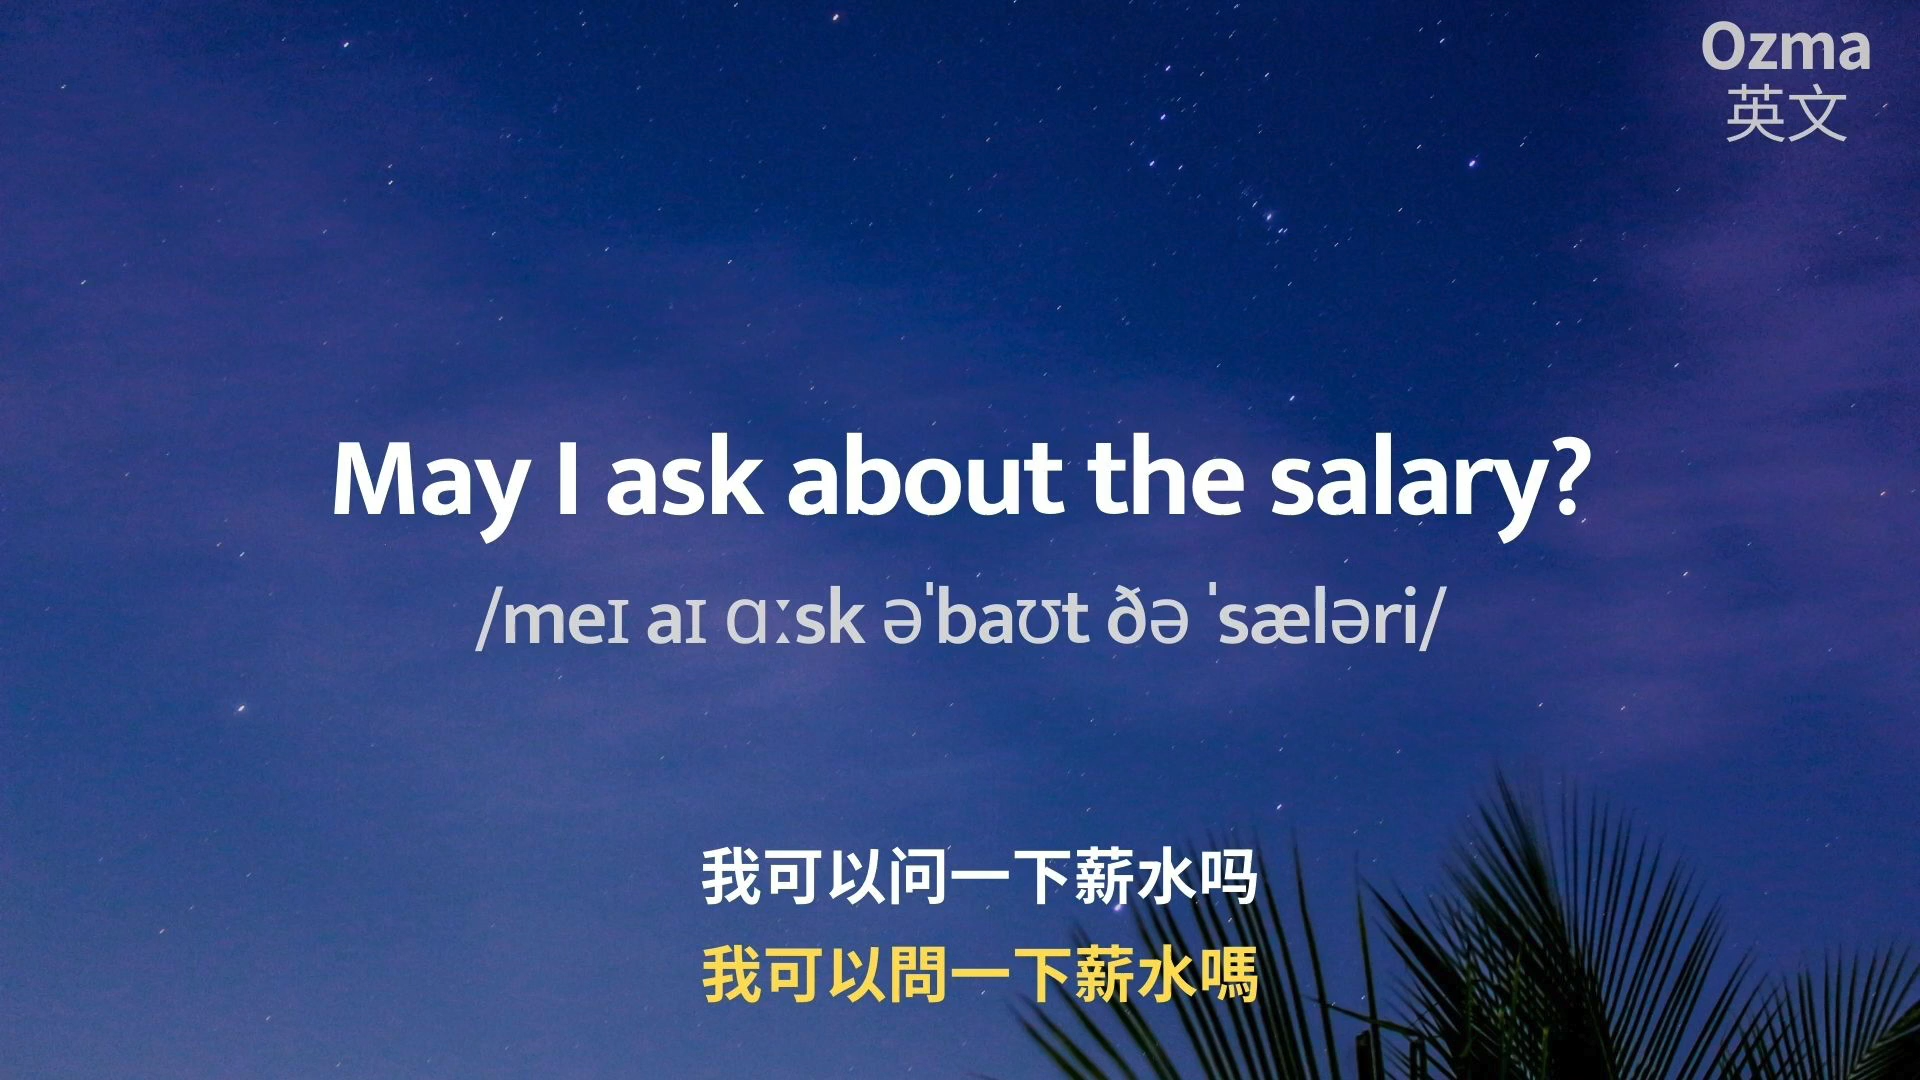 Ozma
英文
May I ask about the salary?
/meɪ aɪ ɑːsk əˈbaʊt ðə ˈsæləri/
我可以问一下薪水吗
我可以問一下薪水嗎